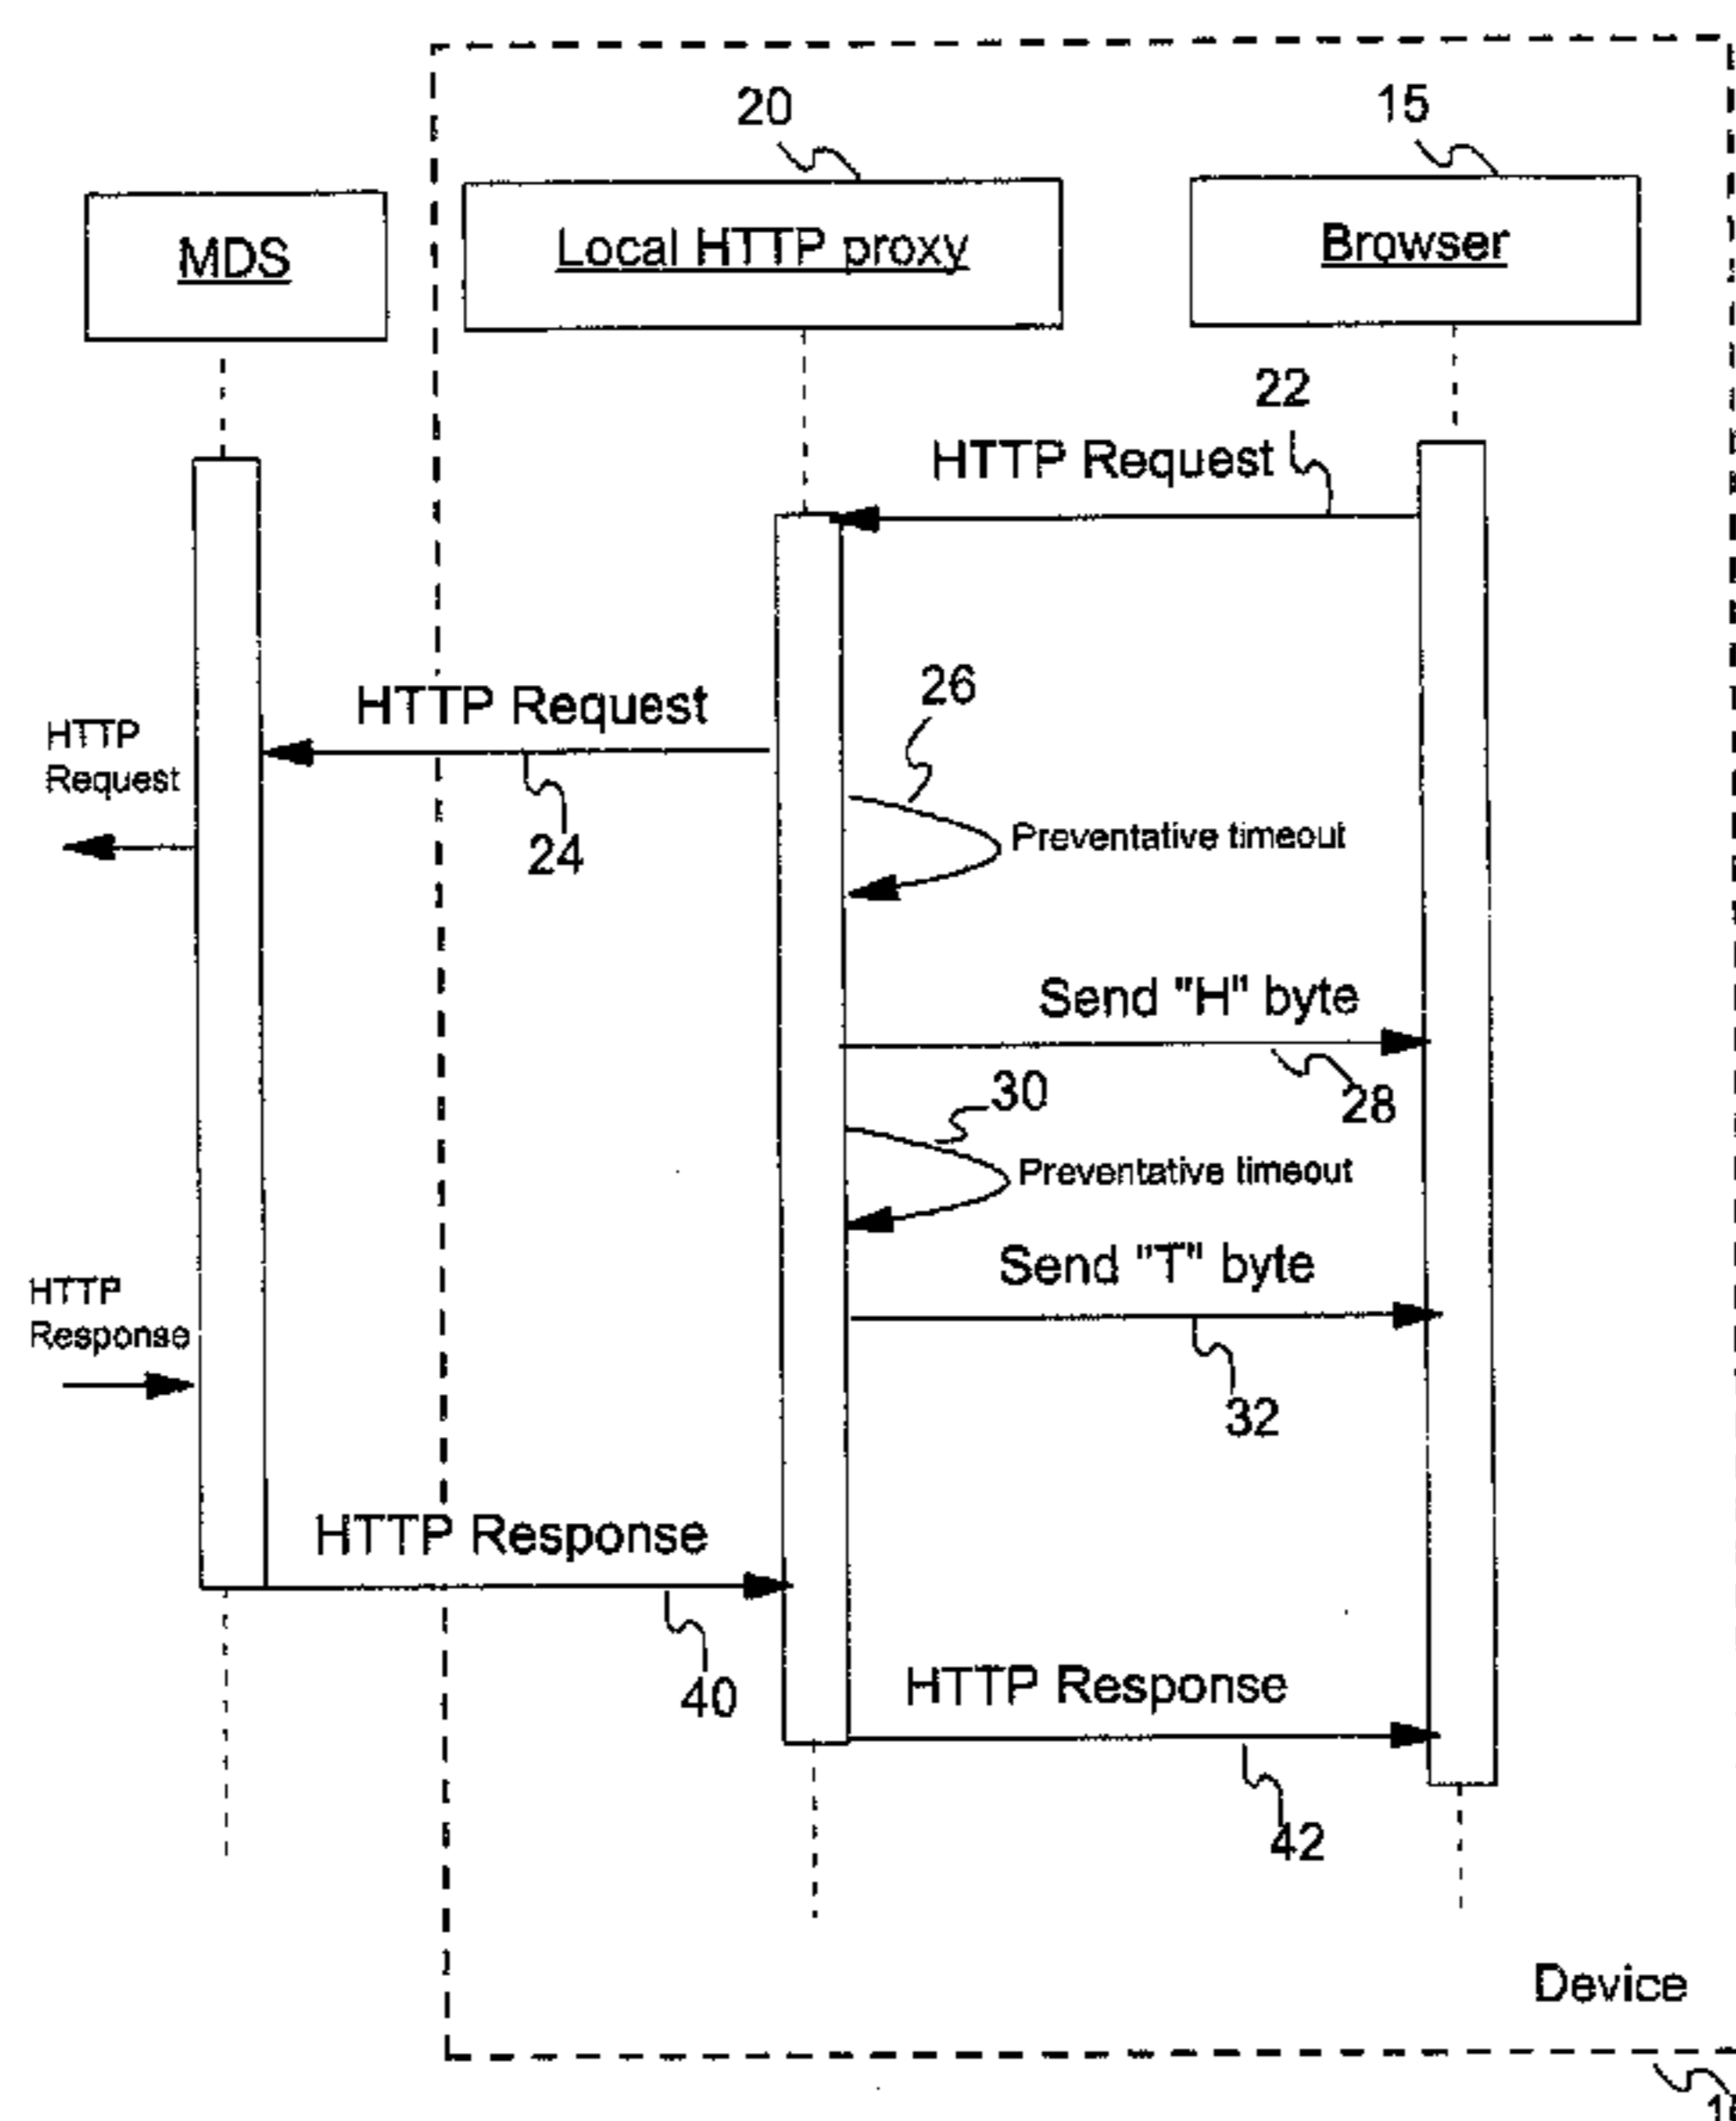 20
15
MDS
Local HTTP proxy
Browser
22
HTTP Request
26
HTTP Request
HTTP
Request
Preventative timeout
24
Send "H" byte
30
28
Preventative timeout
Send "T" byte
HTTP
Response
32
HTTP Response
40
HTTP Response
42
Device